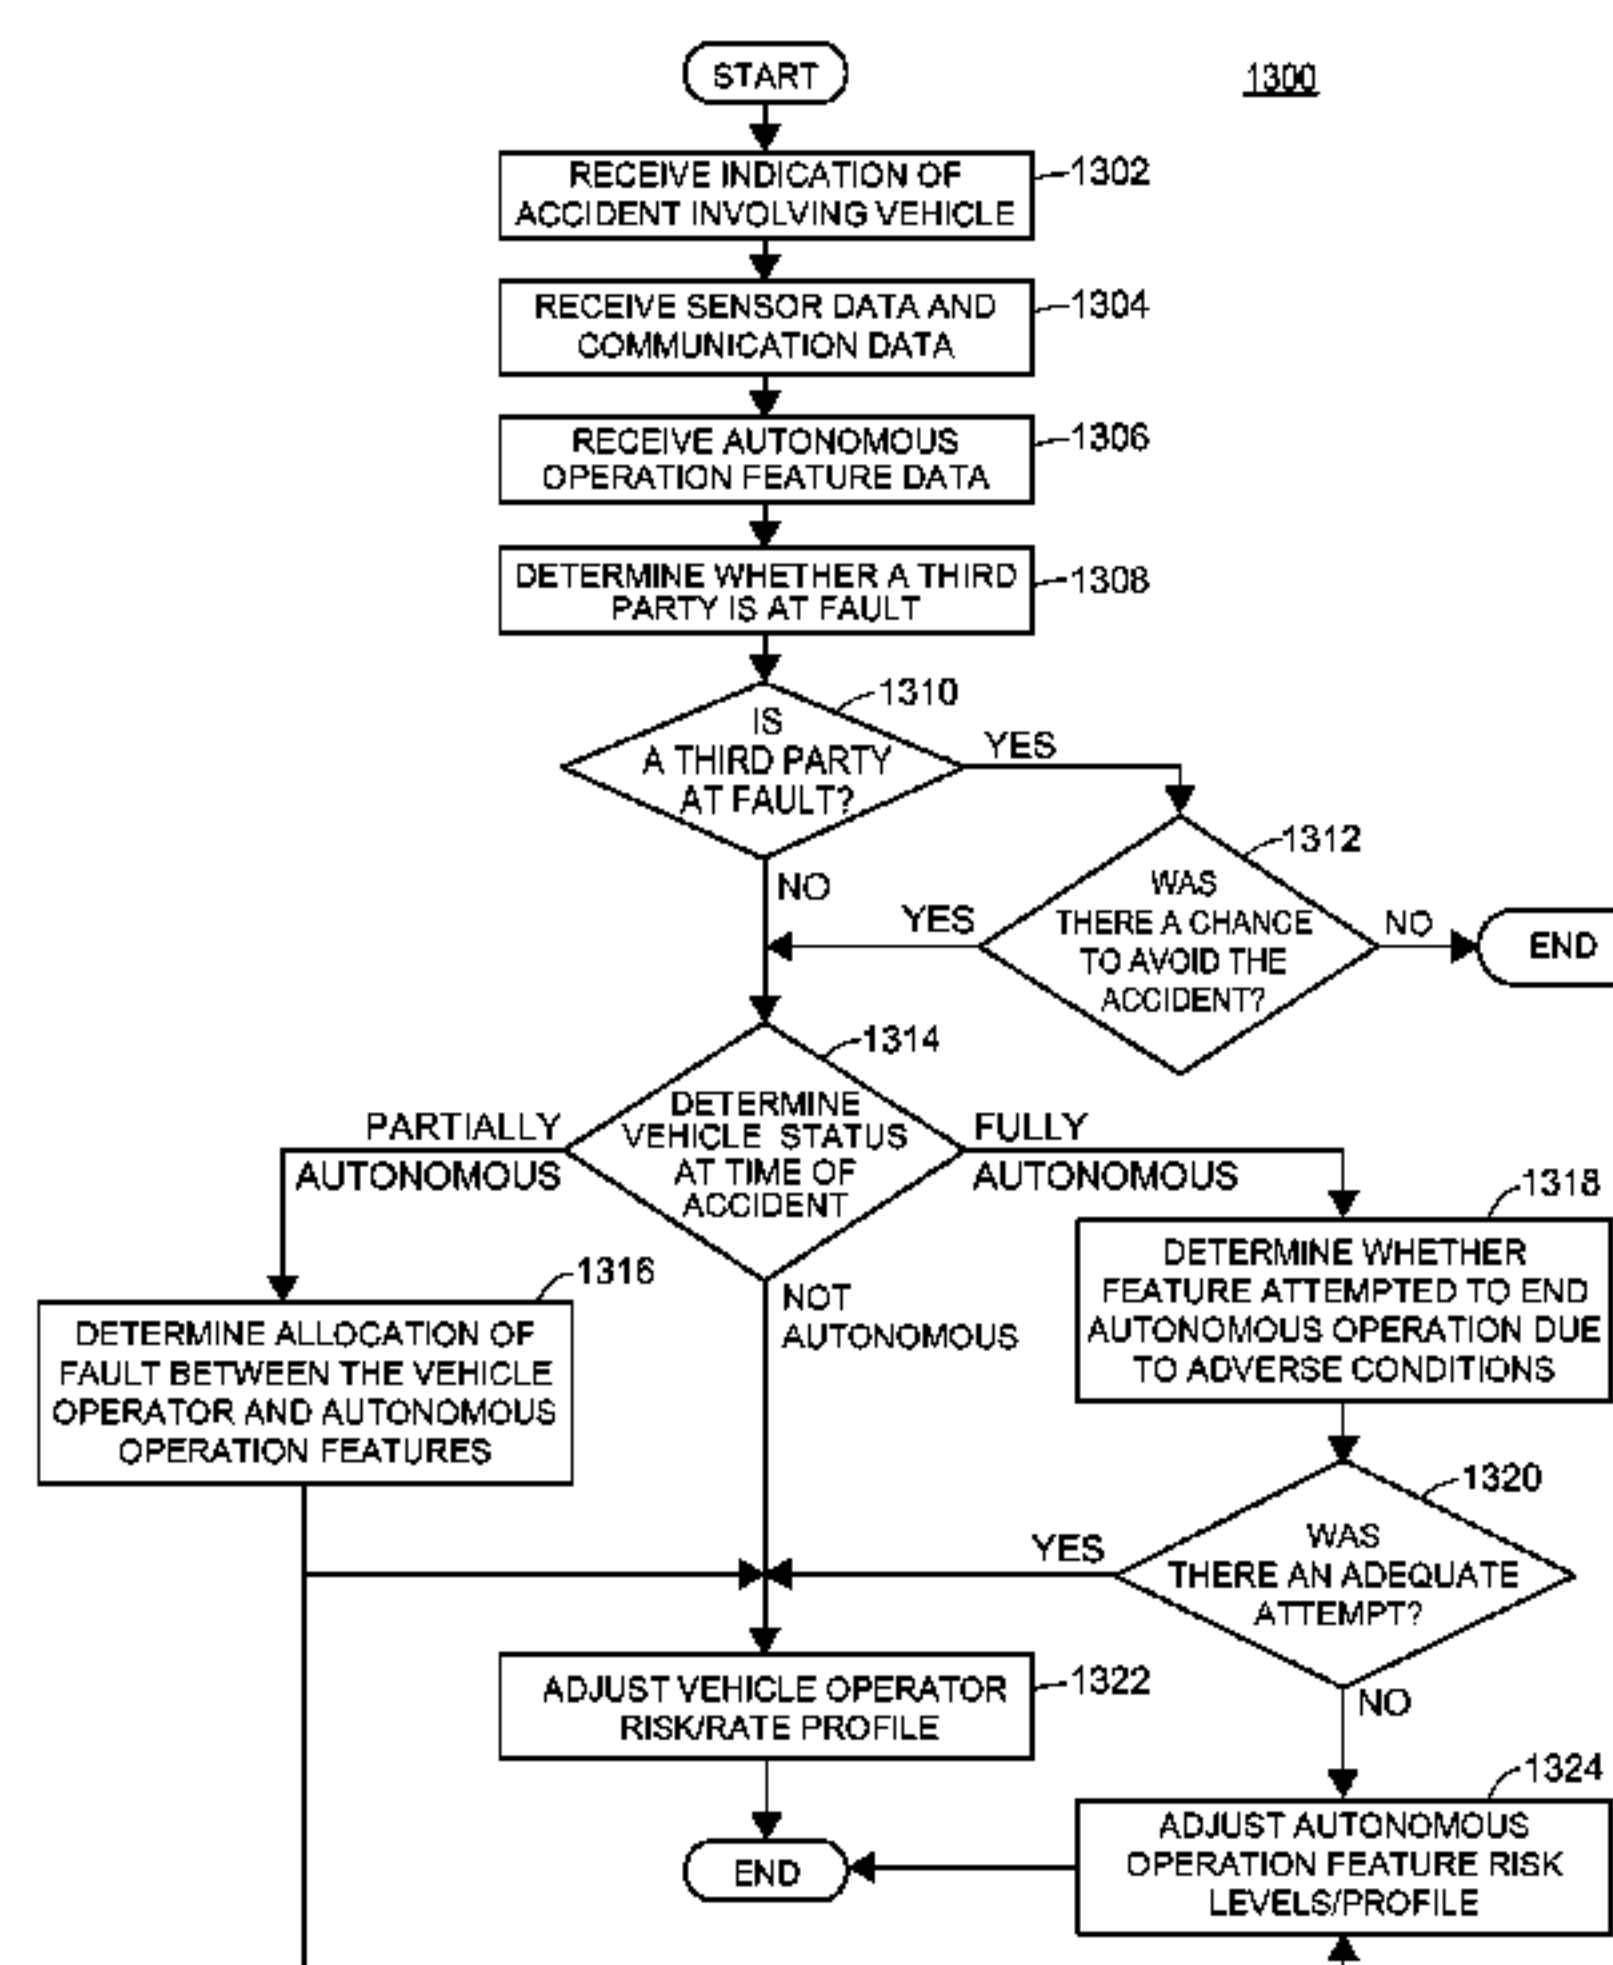 START
1300
RECEIVE INDICATION OF
ACCIDENT INVOLVING VEHICLE
1302
RECEIVE SENSOR DATA AND
COMMUNICATION DATA
1304
RECEIVE AUTONOMOUS
OPERATION FEATURE DATA
1306
DETERMINE WHETHER A THIRD
PARTY IS AT FAULT
1308
1310
IS
A THIRD PARTY
AT FAULT?
YES
NO
1312
WAS
THERE A CHANCE
TO AVOID THE
ACCIDENT?
YES
NO
END
1314
DETERMINE
VEHICLE STATUS
AT TIME OF
ACCIDENT
PARTIALLY
AUTONOMOUS
FULLY
AUTONOMOUS
NOT
AUTONOMOUS
1316
DETERMINE ALLOCATION OF
FAULT BETWEEN THE VEHICLE
OPERATOR AND AUTONOMOUS
OPERATION FEATURES
1318
DETERMINE WHETHER
FEATURE ATTEMPTED TO END
AUTONOMOUS OPERATION DUE
TO ADVERSE CONDITIONS
1320
WAS
THERE AN ADEQUATE
ATTEMPT?
YES
NO
ADJUST VEHICLE OPERATOR
RISK/RATE PROFILE
1322
1324
ADJUST AUTONOMOUS
OPERATION FEATURE RISK
LEVELS/PROFILE
END